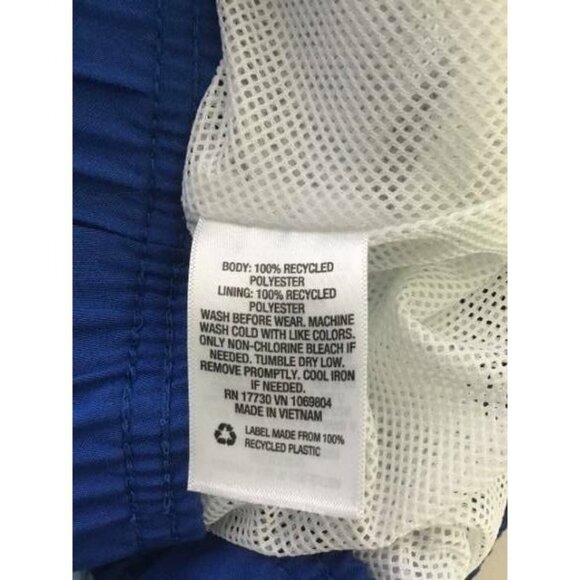 BODY: 100% RECYCLED
POLYESTER
LINING: 100% RECYCLED
POLYESTER
WASH BEFORE WEAR. MACHINE
WASH COLD WITH LIKE COLORS.
ONLY NON-CHLORINE BLEACH IF
NEEDED. TUMBLE DRY LOW.
REMOVE PROMPTLY. COOL IRON
IF NEEDED.
RN 17730 VN 1069804
MADE IN VIETNAM
LABEL MADE FROM 100%
RECYCLED PLASTIC